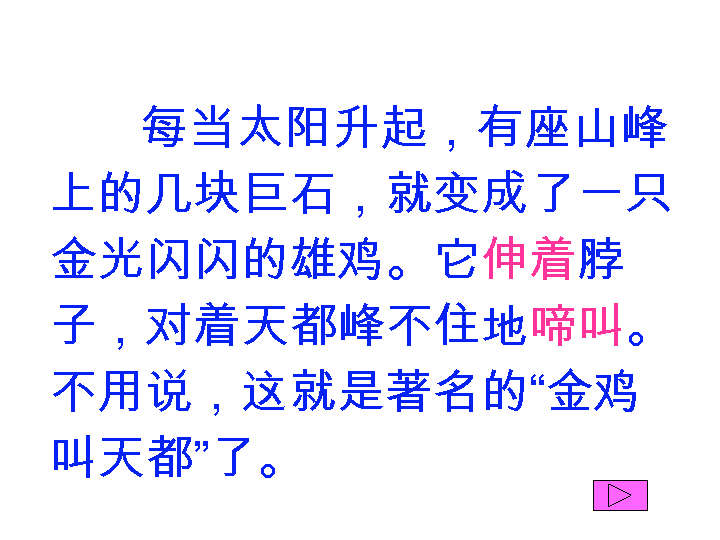 每当太阳升起，有座山峰
上的几块巨石，就变成了一只
金光闪闪的雄鸡。它伸着脖
子，对着天都峰不住地啼叫。
不用说，这就是著名的“金鸡
叫天都”了。